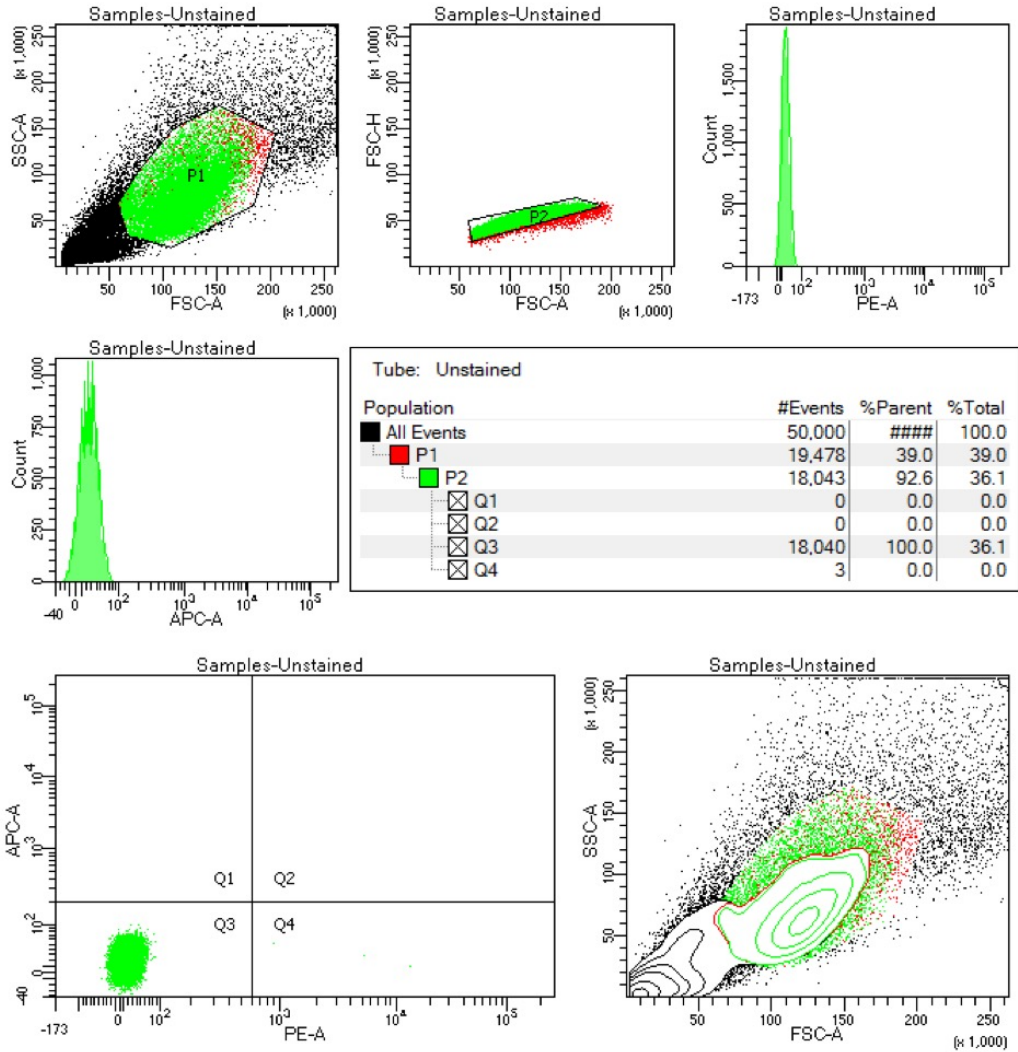 Samples-Unstained
(x 1,000)
250
200
150
100
50
SSC-A
P1
50 100 150 200 250
FSC-A
(x 1,000)
Samples-Unstained
(x 1,000)
250
200
150
100
50
FSC-H
P2
50 100 150 200 250
FSC-A
(x 1,000)
Samples-Unstained
1,500
1,000
500
0
Count
-173 0 10² 10³ 10⁴ 10⁵
PE-A
Samples-Unstained
1,000
750
500
250
0
Count
-40 0 10² 10³ 10⁴ 10⁵
APC-A
Tube: Unstained
Population #Events %Parent %Total
All Events 50,000 #### 100.0
P1 19,478 39.0 39.0
P2 18,043 92.6 36.1
Q1 0 0.0 0.0
Q2 0 0.0 0.0
Q3 18,040 100.0 36.1
Q4 3 0.0 0.0
Samples-Unstained
10⁵
10⁴
10³
10²
0
-40
APC-A
Q1 Q2
Q3 Q4
-173 0 10² 10³ 10⁴ 10⁵
PE-A
Samples-Unstained
(x 1,000)
250
200
150
100
50
SSC-A
50 100 150 200 250
FSC-A
(x 1,000)